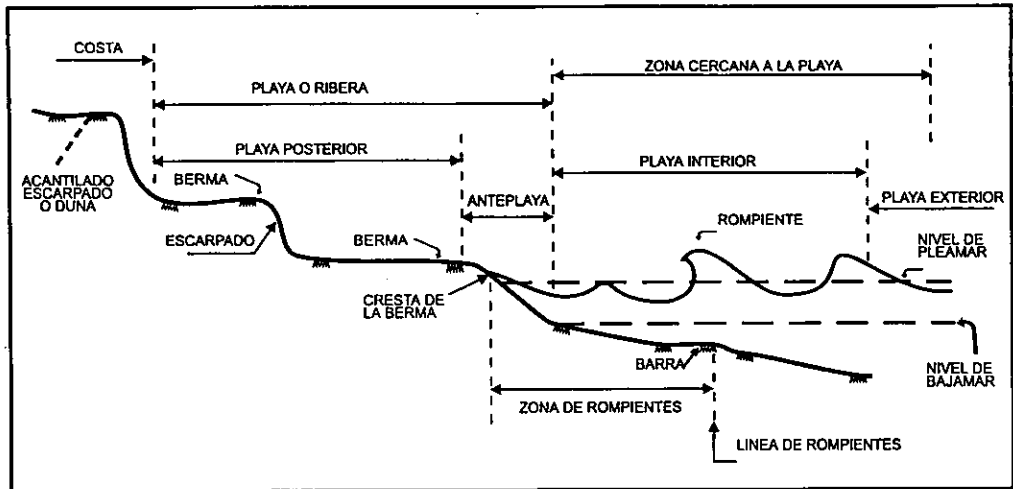 COSTA
ZONA CERCANA A LA PLAYA
PLAYA O RIBERA
PLAYA POSTERIOR
PLAYA INTERIOR
ACANTILADO
ESCARPADO
O DUNA
BERMA
ANTEPLAYA
PLAYA EXTERIOR
ROMPIENTE
ESCARPADO
BERMA
NIVEL DE
PLEAMAR
CRESTA DE
LA BERMA
BARRA
NIVEL DE
BAJAMAR
ZONA DE ROMPIENTES
LINEA DE ROMPIENTES